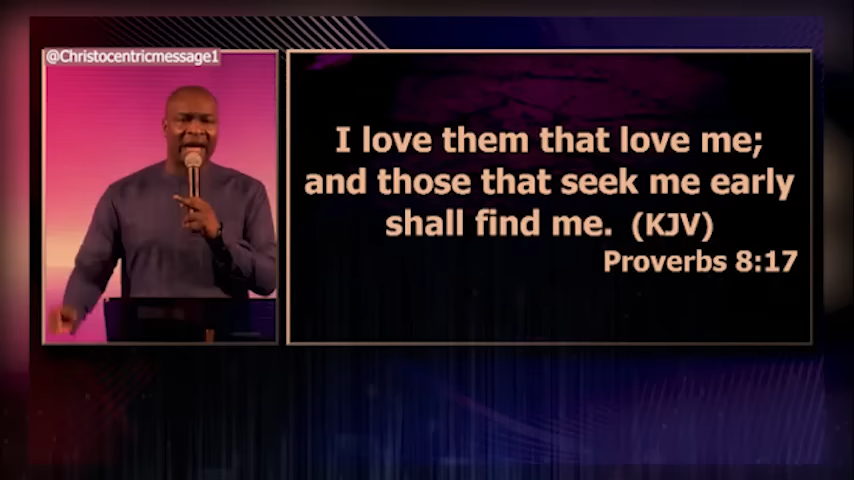 @Christocentricmessage1
I love them that love me;
and those that seek me early
shall find me. (KJV)
Proverbs 8:17